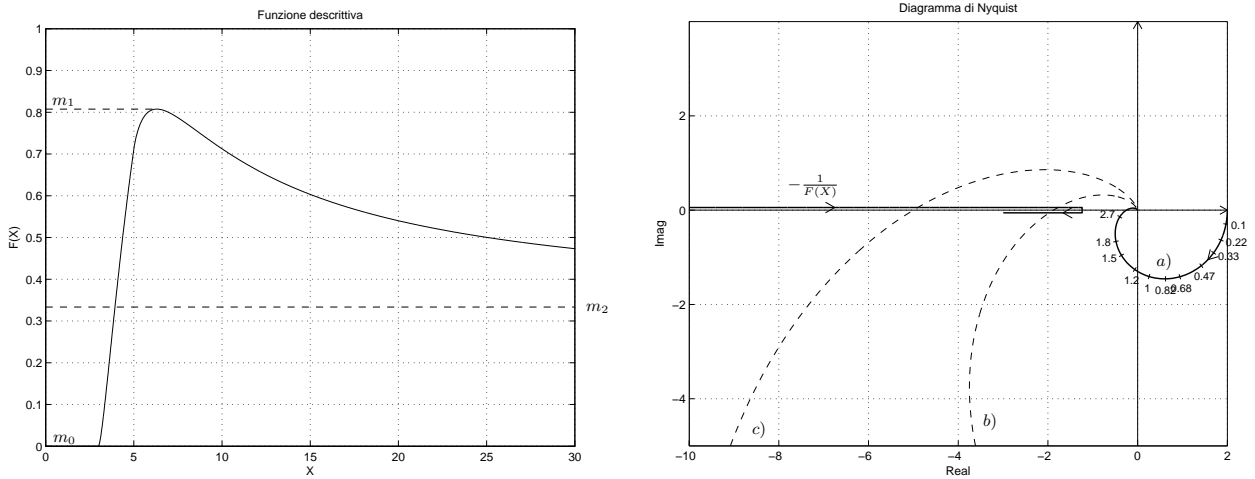 Funzione descrittiva
1
0.9
0.8
0.7
0.6
0.5
0.4
0.3
0.2
0.1
0
F(X)
m₁
m₂
m₀
0 5 10 15 20 25 30
X
Diagramma di Nyquist
2
0
−2
−4
Imag
−1/F(X)
2.7
1.8
1.5
1.2
1
0.82
0.68
0.47
0.33
0.22
0.1
a)
b)
c)
−10 −8 −6 −4 −2 0 2
Real